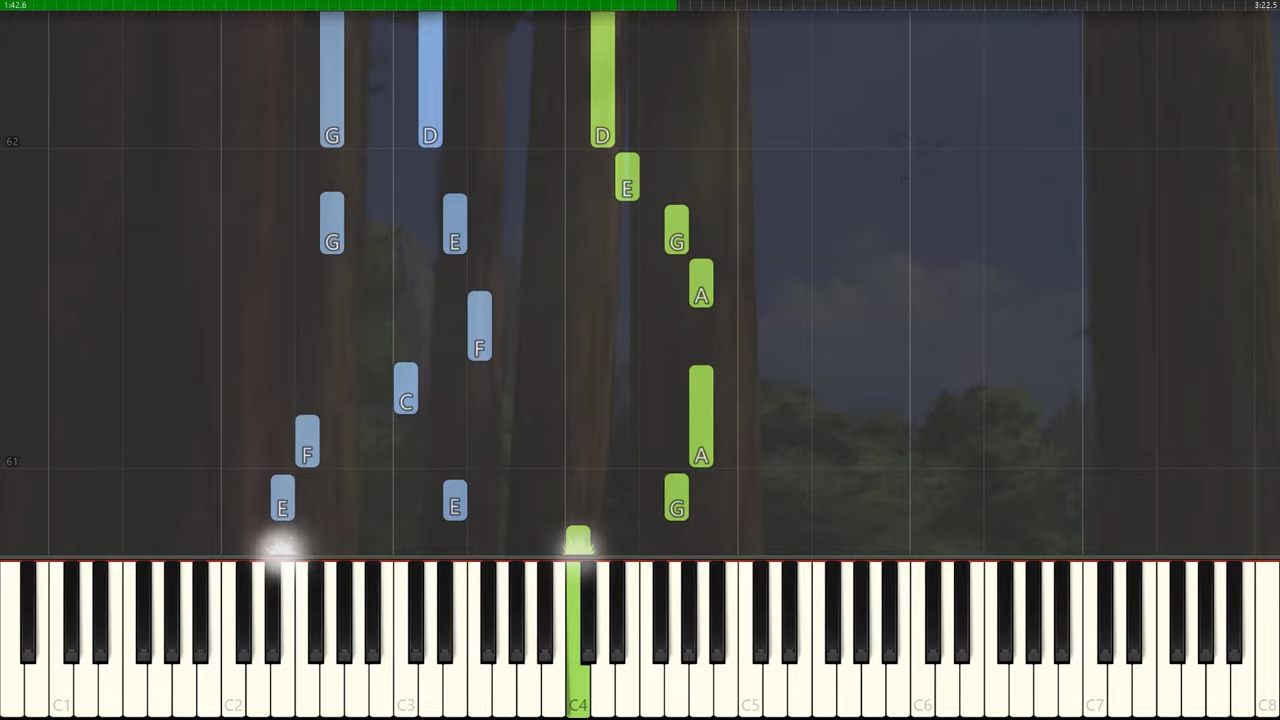 1:42.6 3:22.5
G D D
62
E
G E G
A
F
C
F A
61
E E G
C1 C2 C3 C4 C5 C6 C7 C8